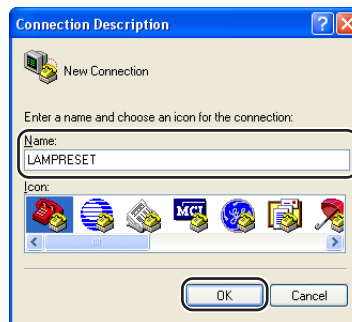 Connection Description
New Connection
Enter a name and choose an icon for the connection:
Name:
LAMPRESET
Icon:
MCI
OK Cancel